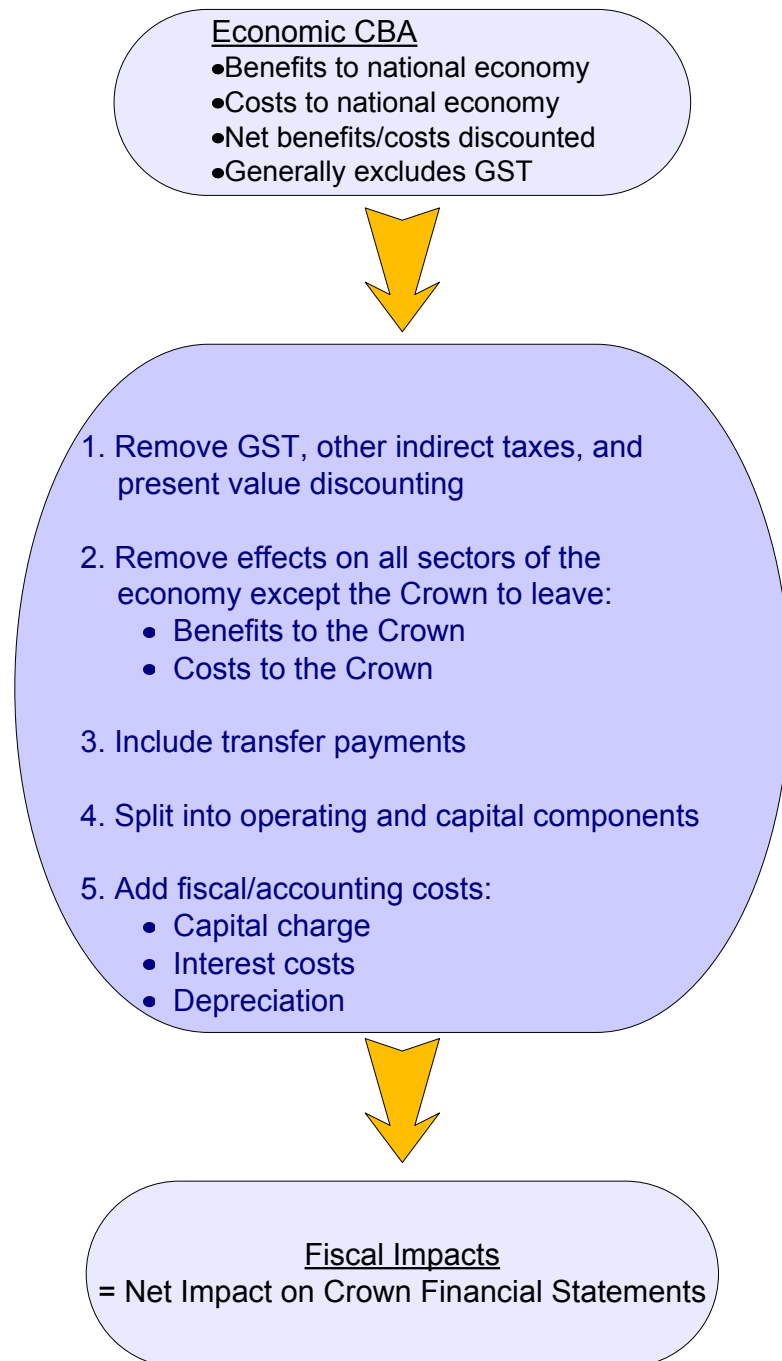 Economic CBA
•Benefits to national economy
•Costs to national economy
•Net benefits/costs discounted
•Generally excludes GST
1. Remove GST, other indirect taxes, and
present value discounting
2. Remove effects on all sectors of the
economy except the Crown to leave:
• Benefits to the Crown
• Costs to the Crown
3. Include transfer payments
4. Split into operating and capital components
5. Add fiscal/accounting costs:
• Capital charge
• Interest costs
• Depreciation
Fiscal Impacts
= Net Impact on Crown Financial Statements